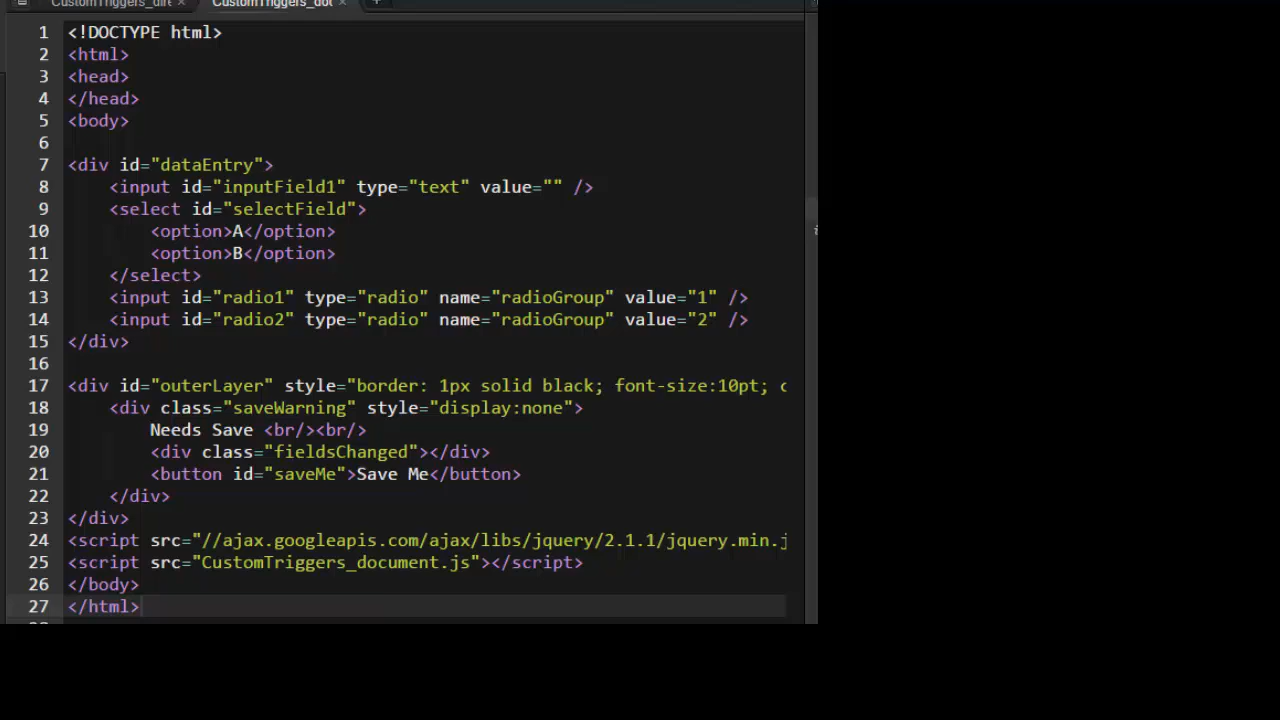 CustomTriggers_dire × CustomTriggers_dot × +
1 <!DOCTYPE html>
2 <html>
3 <head>
4 </head>
5 <body>
6
7 <div id="dataEntry">
8 <input id="inputField1" type="text" value="" />
9 <select id="selectField">
10 <option>A</option>
11 <option>B</option>
12 </select>
13 <input id="radio1" type="radio" name="radioGroup" value="1" />
14 <input id="radio2" type="radio" name="radioGroup" value="2" />
15 </div>
16
17 <div id="outerLayer" style="border: 1px solid black; font-size:10pt; c
18 <div class="saveWarning" style="display:none">
19 Needs Save <br/><br/>
20 <div class="fieldsChanged"></div>
21 <button id="saveMe">Save Me</button>
22 </div>
23 </div>
24 <script src="//ajax.googleapis.com/ajax/libs/jquery/2.1.1/jquery.min.j
25 <script src="CustomTriggers_document.js"></script>
26 </body>
27 </html>